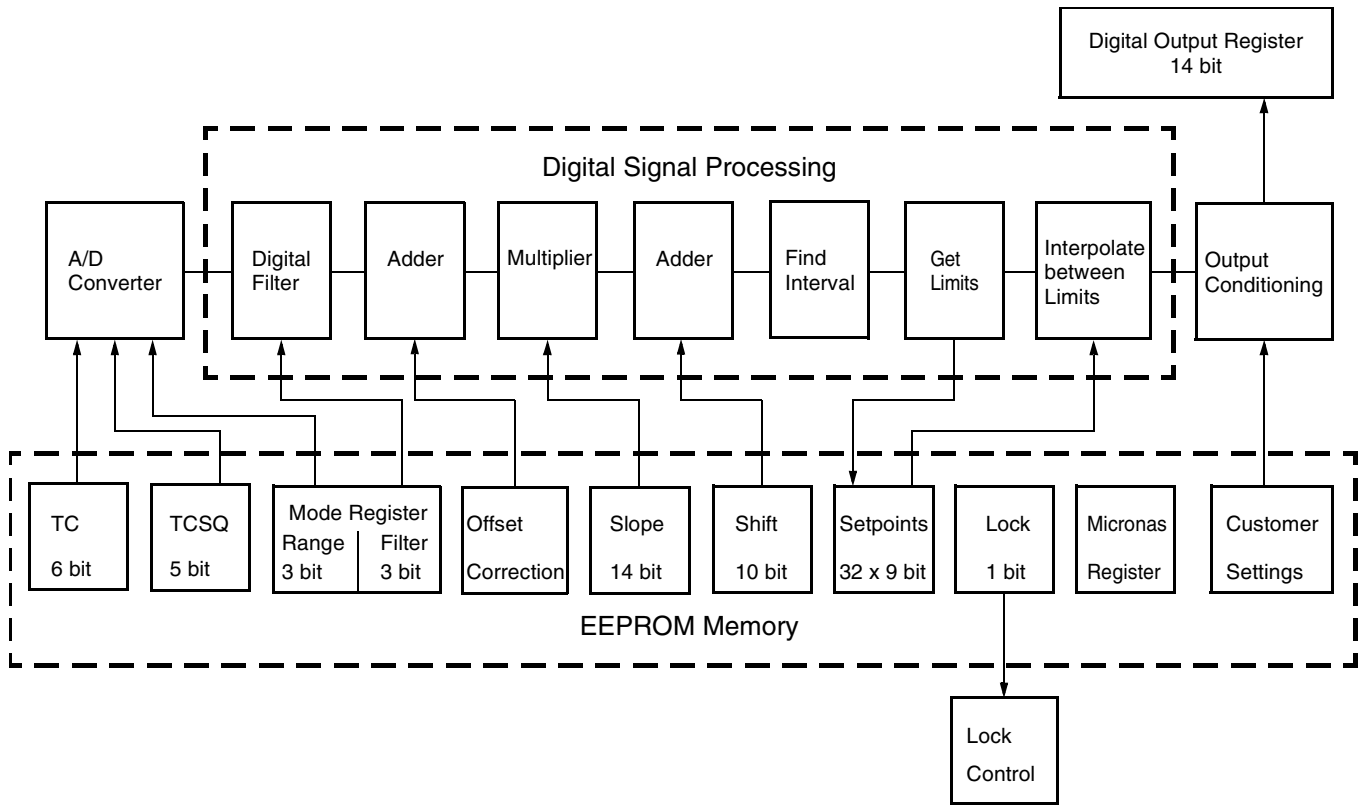 Digital Output Register
14 bit
Digital Signal Processing
A/D
Converter
Digital
Filter
Adder
Multiplier
Adder
Find
Interval
Get
Limits
Interpolate
between
Limits
Output
Conditioning
TC
6 bit
TCSQ
5 bit
Mode Register
Range
3 bit
Filter
3 bit
Offset
Correction
Slope
14 bit
Shift
10 bit
Setpoints
32 x 9 bit
Lock
1 bit
Micronas
Register
Customer
Settings
EEPROM Memory
Lock
Control